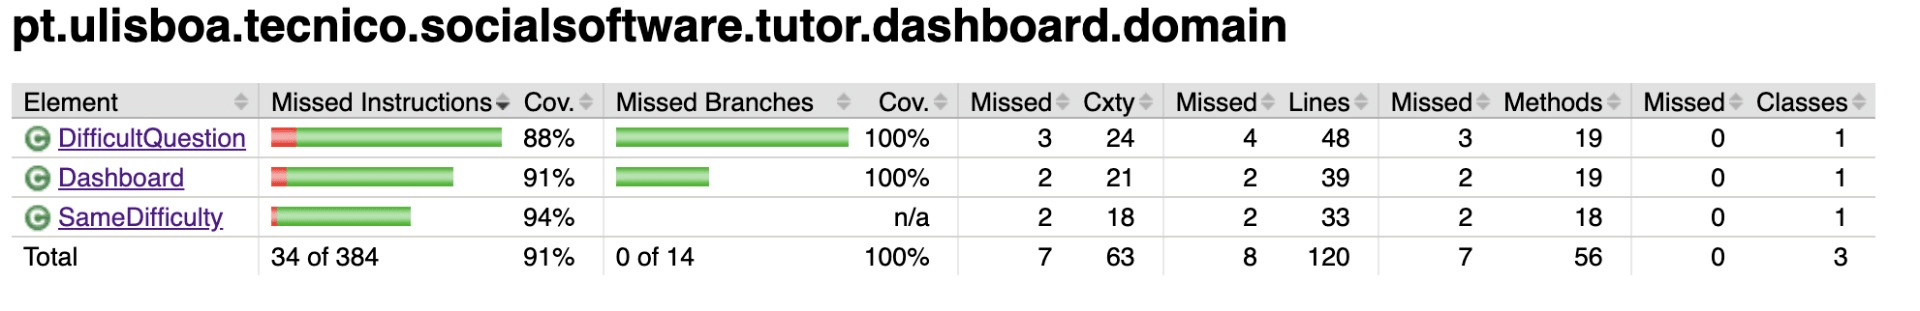 pt.ulisboa.tecnico.socialsoftware.tutor.dashboard.domain
Element Missed Instructions Cov. Missed Branches Cov. Missed Cxty Missed Lines Missed Methods Missed Classes
C DifficultQuestion 88% 100% 3 24 4 48 3 19 0 1
C Dashboard 91% 100% 2 21 2 39 2 19 0 1
C SameDifficulty 94% n/a 2 18 2 33 2 18 0 1
Total 34 of 384 91% 0 of 14 100% 7 63 8 120 7 56 0 3